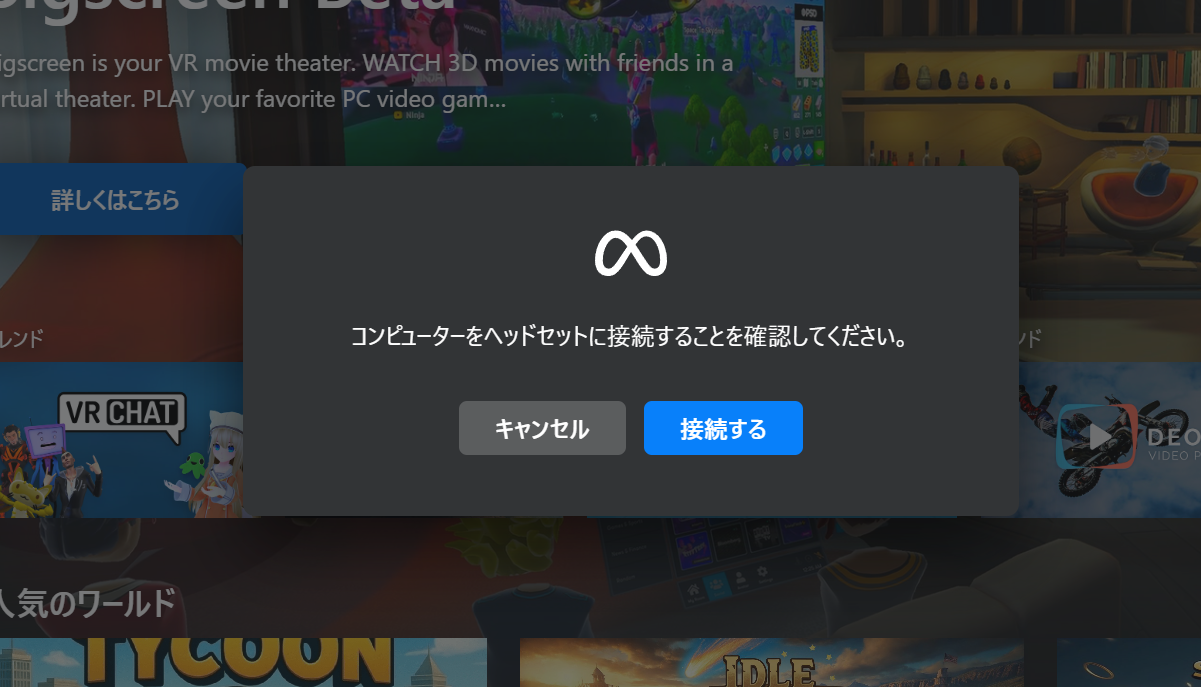 igscreen Beta
igscreen is your VR movie theater. WATCH 3D movies with friends in a
rtual theater. PLAY your favorite PC video gam...
NINJA
Ninja
詳しくはこちら
コンピューターをヘッドセットに接続することを確認してください。
レンド
ンド
VR CHAT
キャンセル
接続する
DEO
VIDEO P
人気のワールド
TYCOON
IDLE